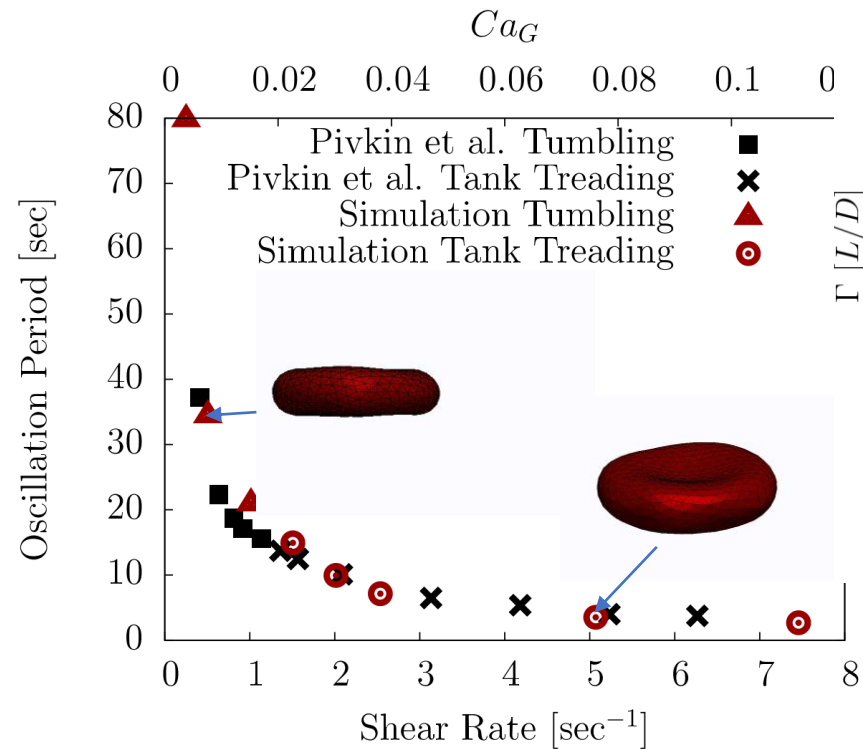 Ca_G
0 0.02 0.04 0.06 0.08 0.1 0
80
70
60
50
40
30
20
10
0
Oscillation Period [sec]
Pivkin et al. Tumbling
Pivkin et al. Tank Treading
Simulation Tumbling
Simulation Tank Treading
Γ [L/D]
0 1 2 3 4 5 6 7 8
Shear Rate [sec⁻¹]